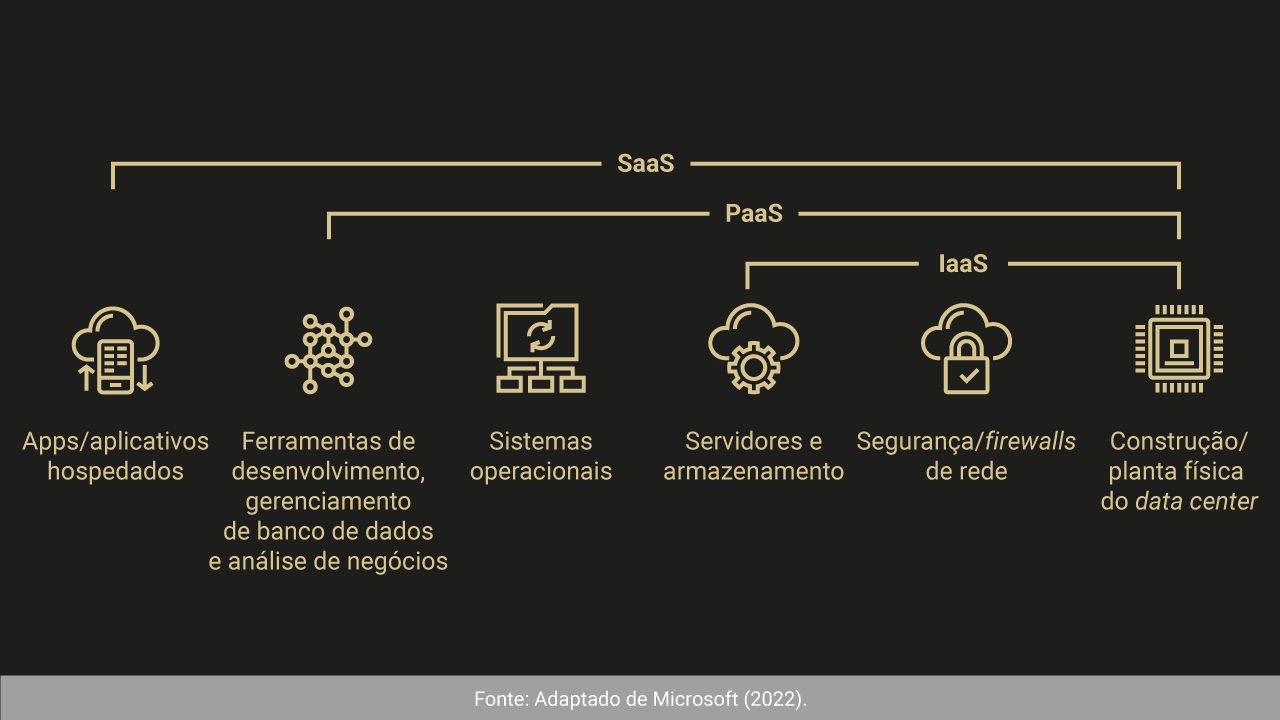 SaaS
PaaS
IaaS
Apps/aplicativos
hospedados
Ferramentas de
desenvolvimento,
gerenciamento
de banco de dados
e análise de negócios
Sistemas
operacionais
Servidores e
armazenamento
Segurança/firewalls
de rede
Construção/
planta física
do data center
Fonte: Adaptado de Microsoft (2022).